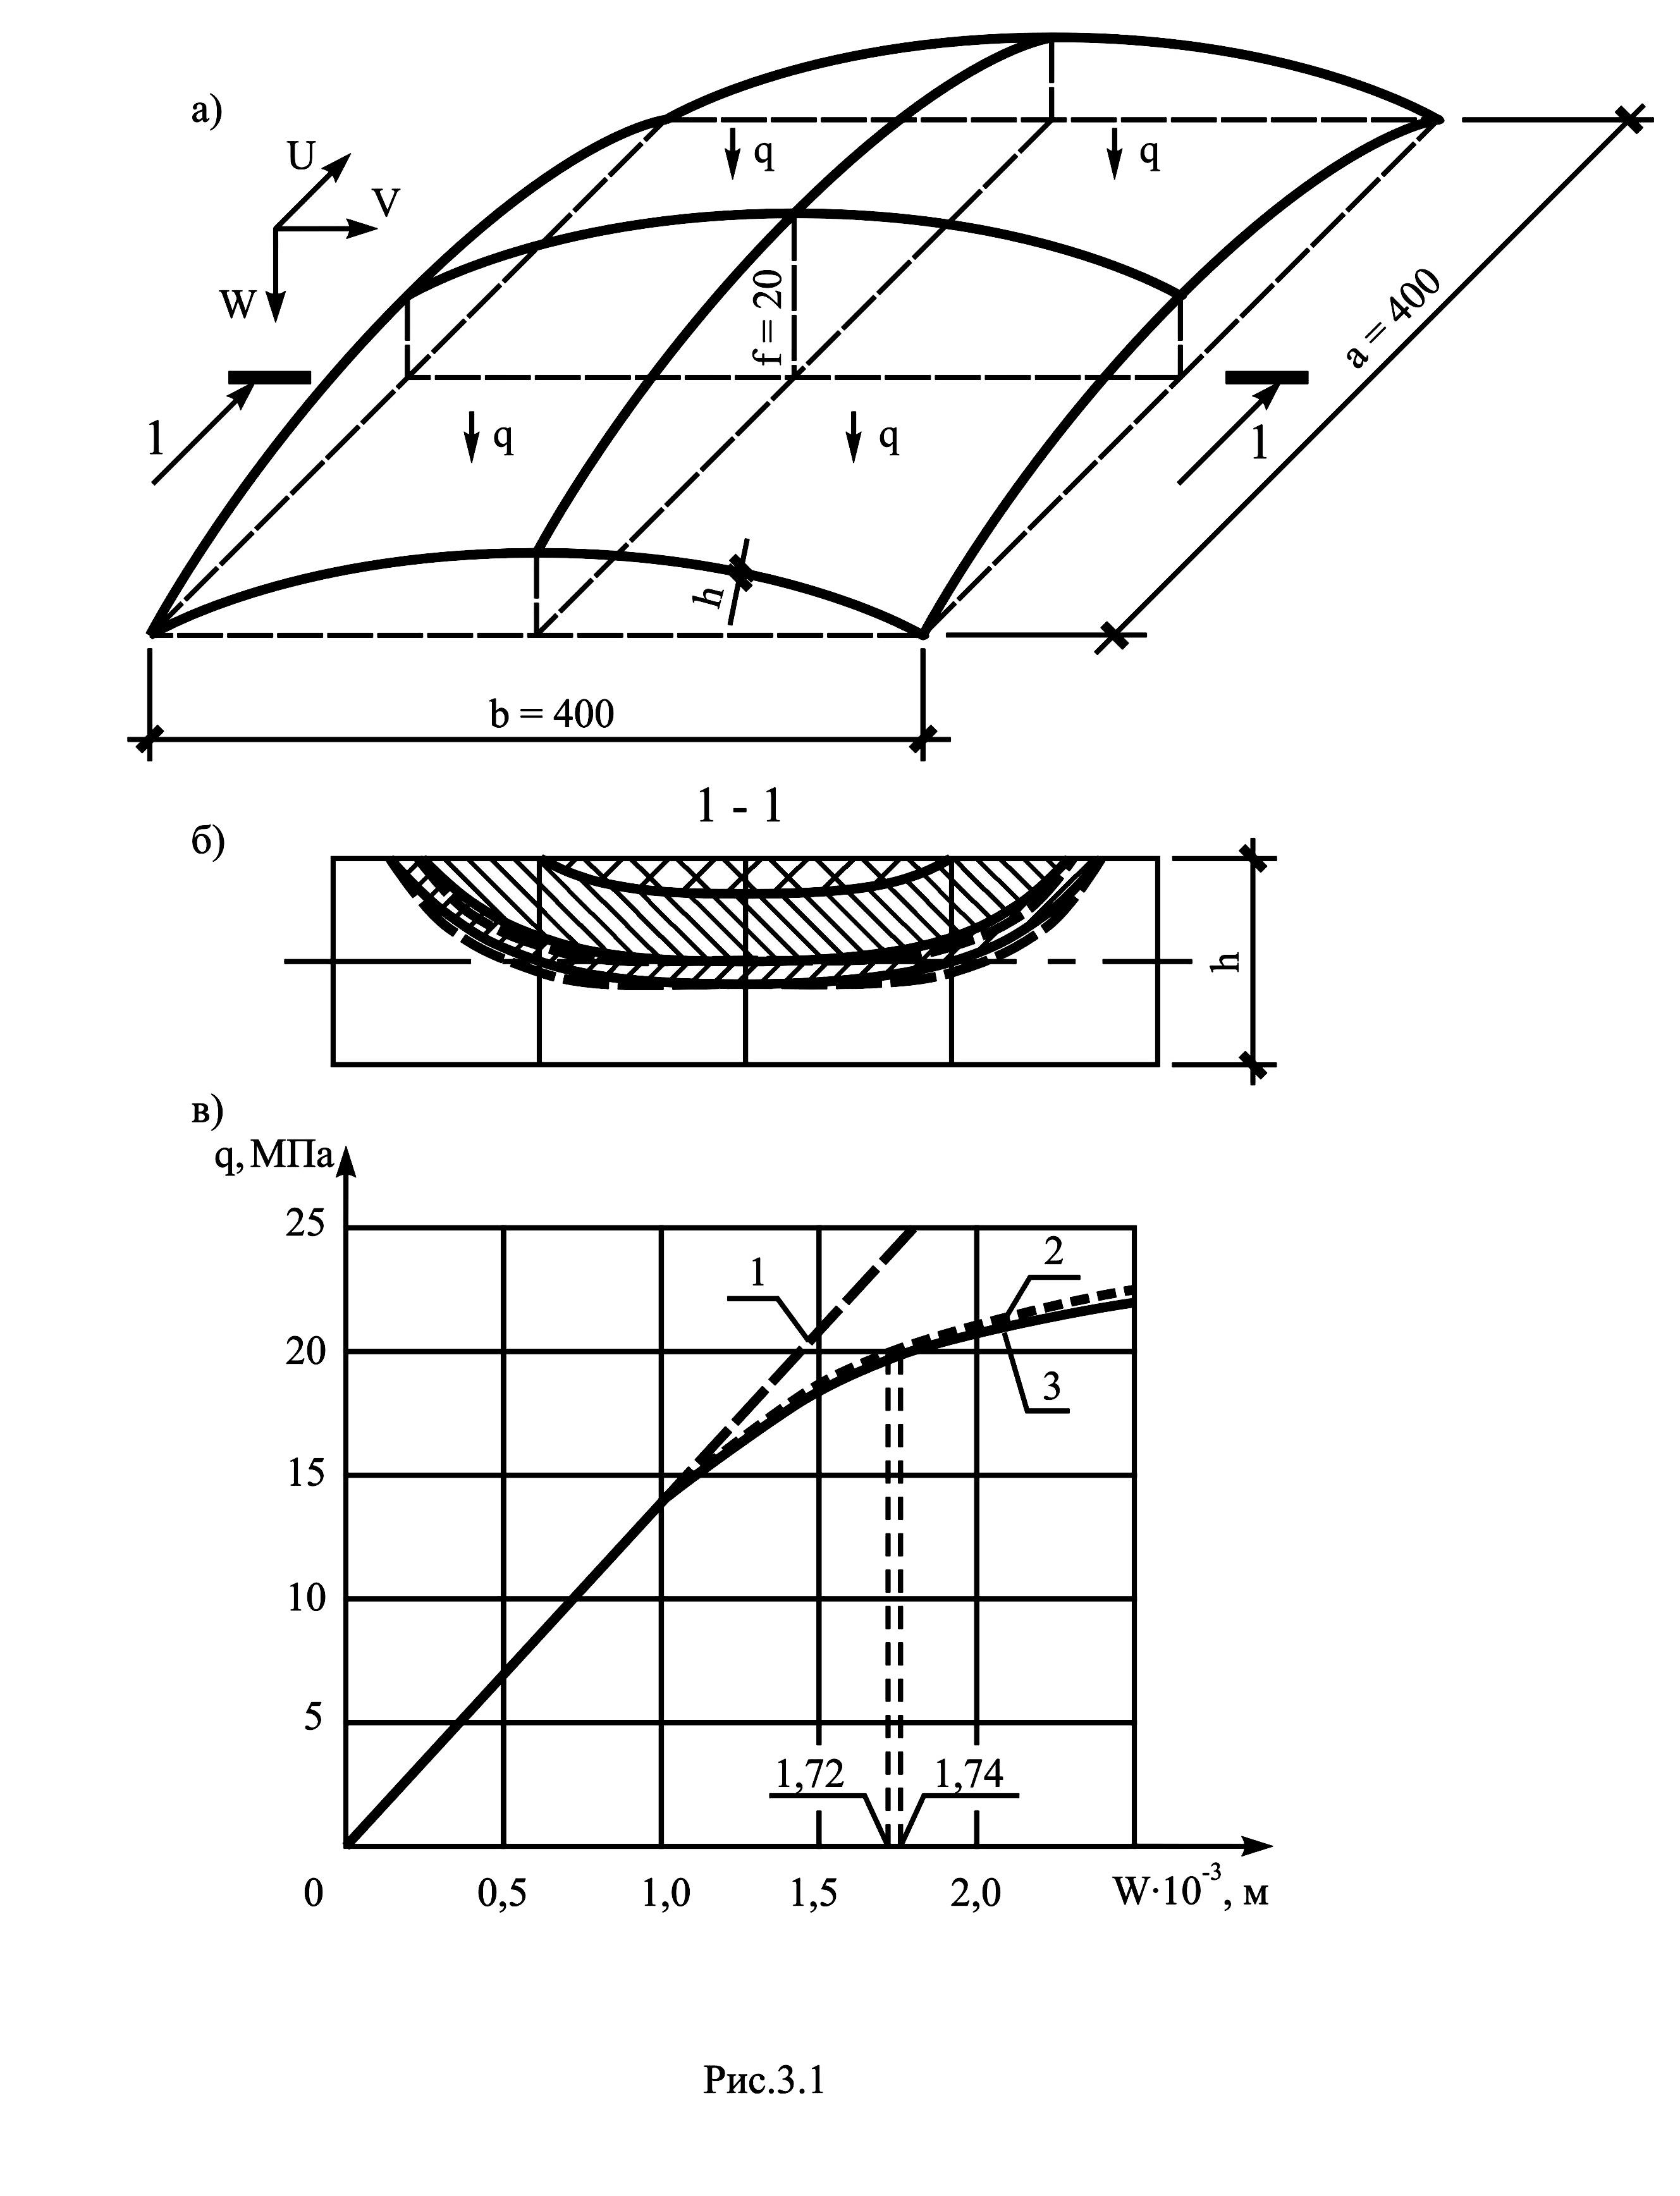 а)
U
V
W
q
q
f = 20
a = 400
1
q
q
1
h
b = 400
1 - 1
б)
h
в)
q, МПа
25
1
2
20
3
15
10
5
1,72
1,74
0
0,5
1,0
1,5
2,0
W·10⁻³, м
Рис.3.1